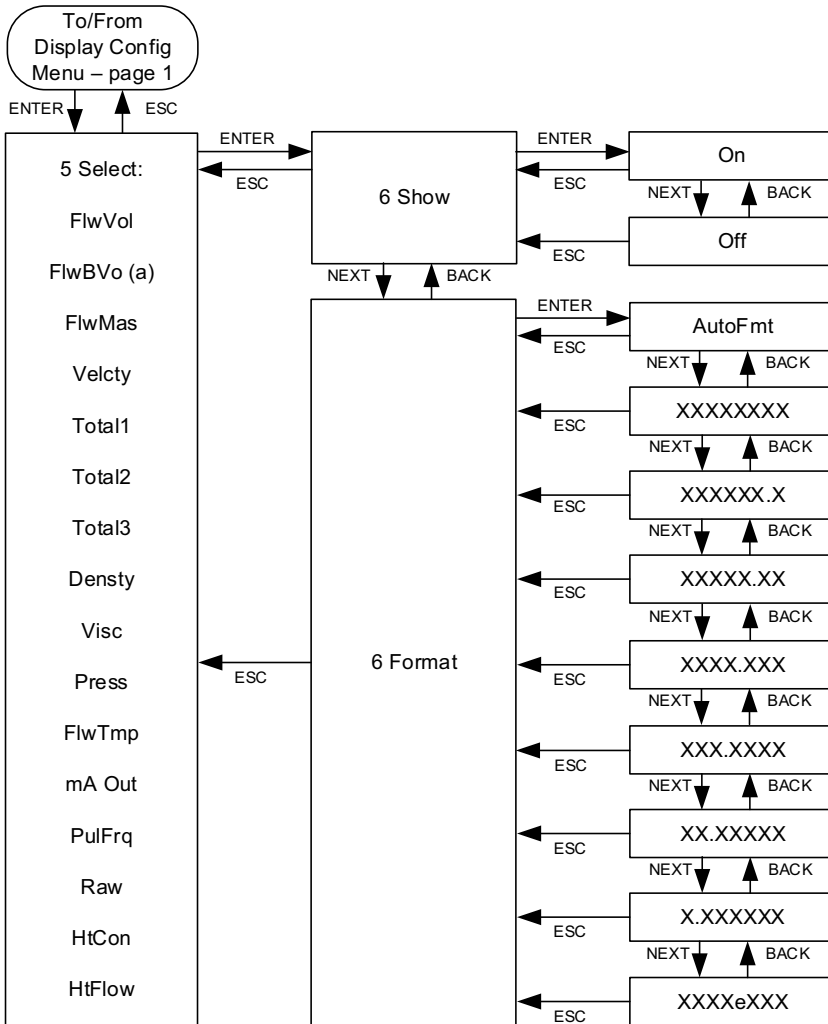 To/From
Display Config
Menu – page 1
ENTER
ESC
5 Select:
FlwVol
FlwBVo (a)
FlwMas
Velcty
Total1
Total2
Total3
Densty
Visc
Press
FlwTmp
mA Out
PulFrq
Raw
HtCon
HtFlow
ENTER
ESC
ESC
6 Show
NEXT
BACK
6 Format
ENTER
ESC
On
NEXT
BACK
ESC
Off
ENTER
ESC
AutoFmt
NEXT
BACK
ESC
XXXXXXXX
NEXT
BACK
ESC
XXXXXX.X
NEXT
BACK
ESC
XXXXX.XX
NEXT
BACK
ESC
XXXX.XXX
NEXT
BACK
ESC
XXX.XXXX
NEXT
BACK
ESC
XX.XXXXX
NEXT
BACK
ESC
X.XXXXXX
NEXT
BACK
ESC
XXXXeXXX